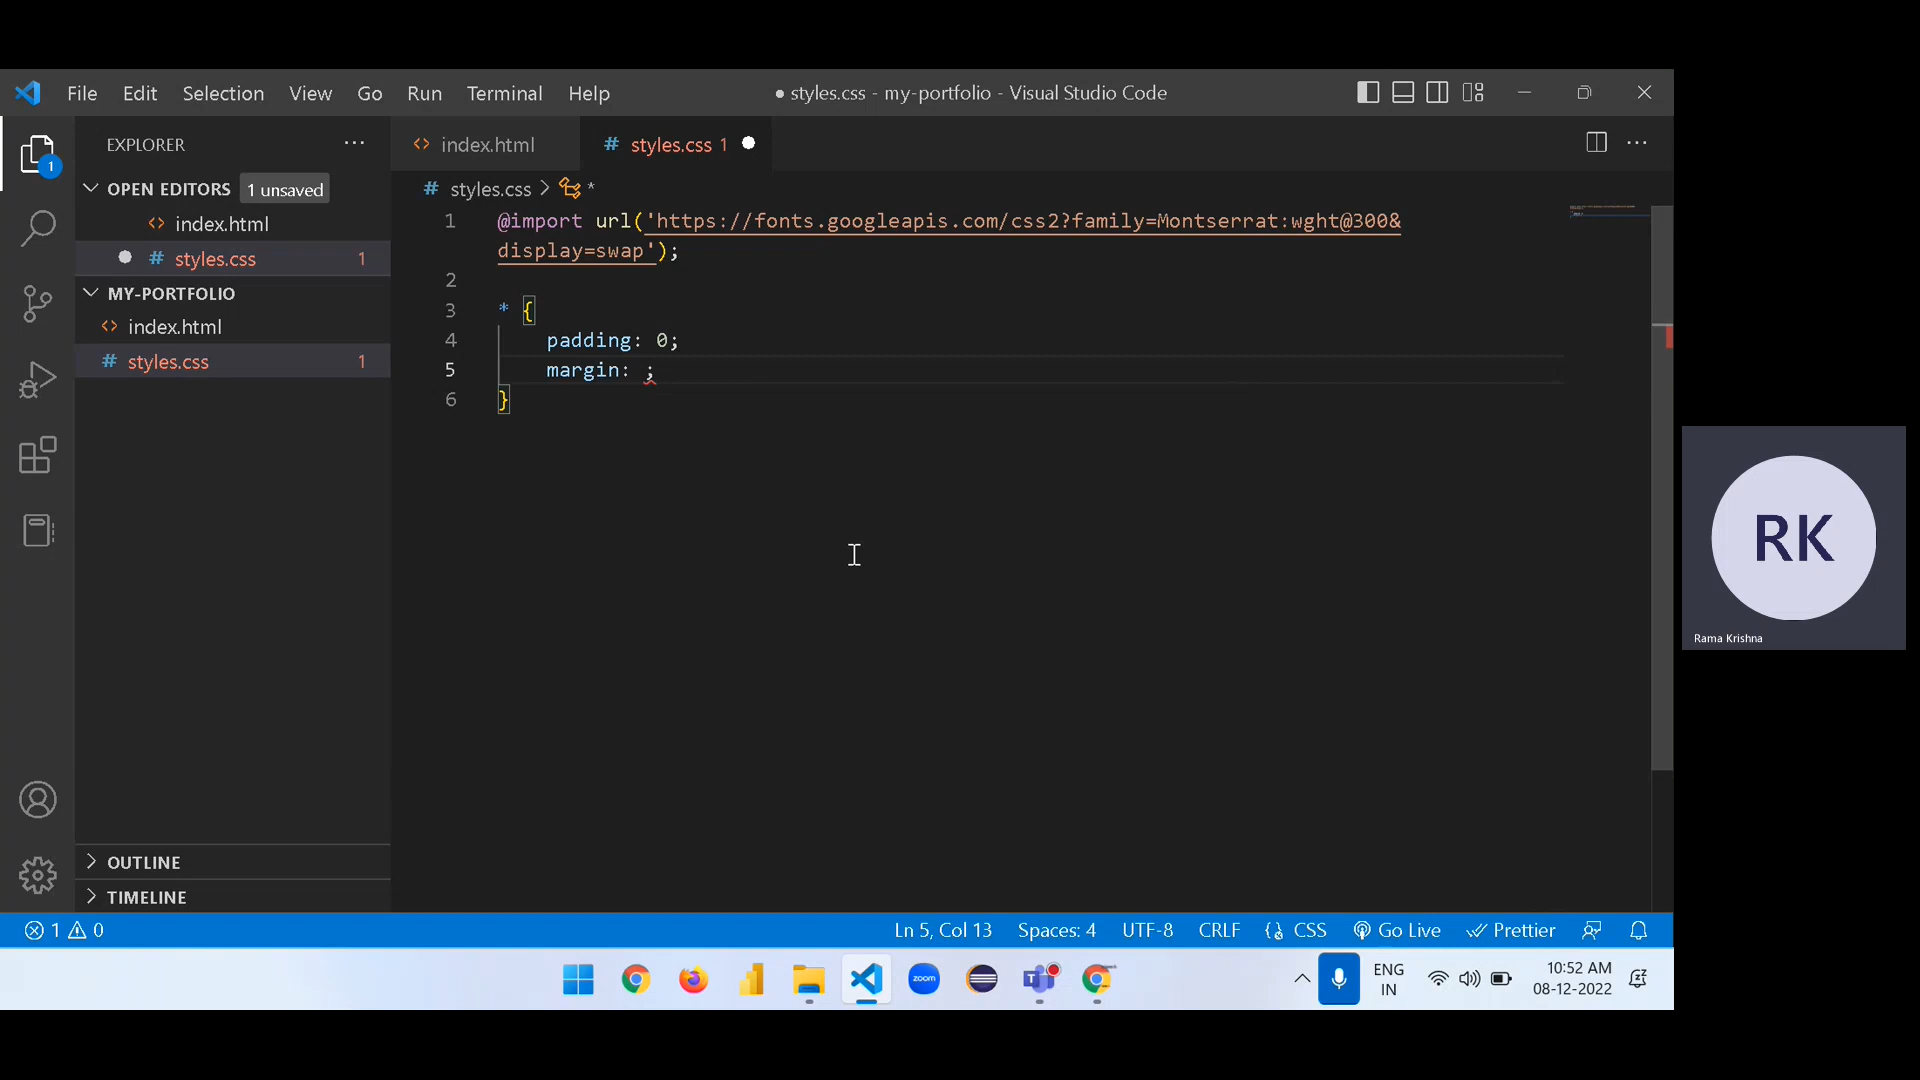 File Edit Selection View Go Run Terminal Help
● styles.css - my-portfolio - Visual Studio Code
EXPLORER
index.html
styles.css 1
1
OPEN EDITORS 1 unsaved
index.html
styles.css 1
MY-PORTFOLIO
index.html
styles.css 1
OUTLINE
TIMELINE
styles.css > *
1 @import url('https://fonts.googleapis.com/css2?family=Montserrat:wght@300&
display=swap');
2
3 * {
4 padding: 0;
5 margin: ;
6 }
RK
Rama Krishna
1 0
Ln 5, Col 13 Spaces: 4 UTF-8 CRLF CSS Go Live Prettier
zoom
ENG
IN
10:52 AM
08-12-2022